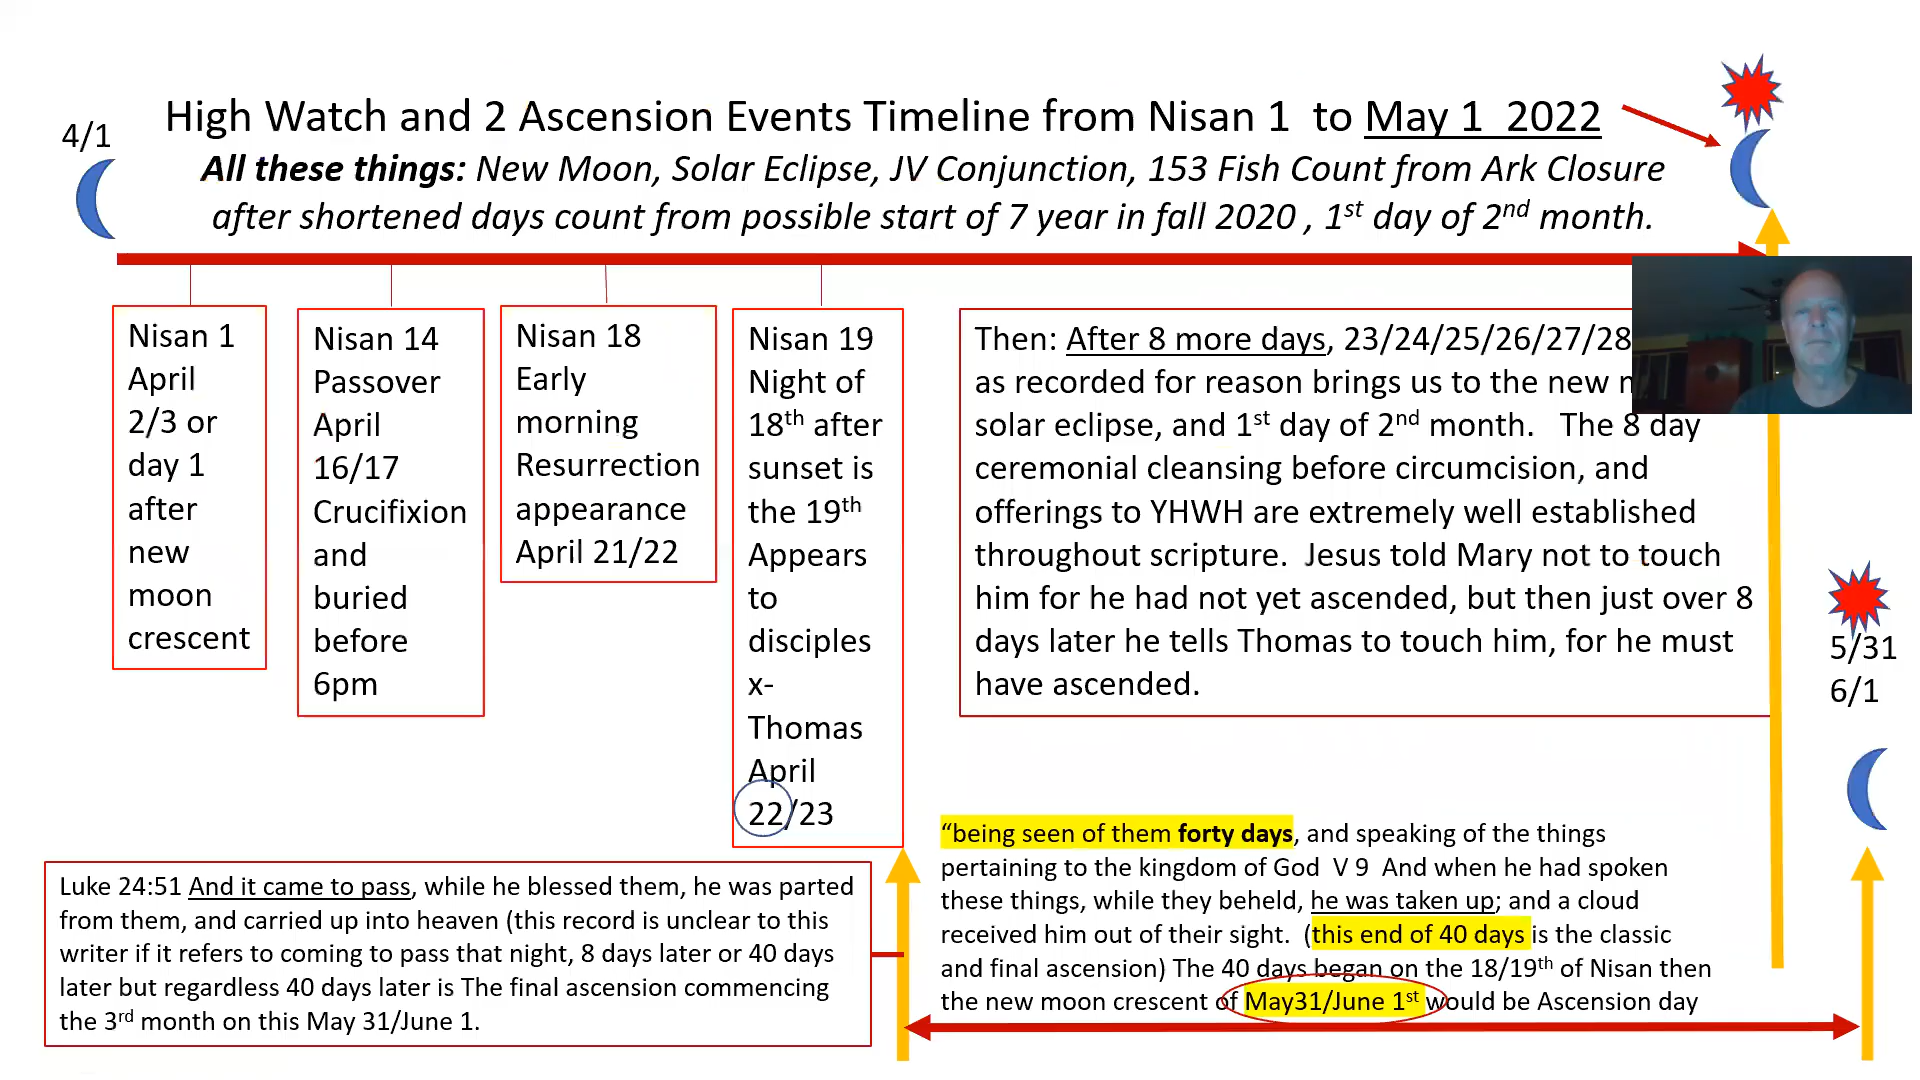 4/1
High Watch and 2 Ascension Events Timeline from Nisan 1 to May 1 2022
All these things: New Moon, Solar Eclipse, JV Conjunction, 153 Fish Count from Ark Closure
after shortened days count from possible start of 7 year in fall 2020 , 1st day of 2nd month.
Nisan 1
April
2/3 or
day 1
after
new
moon
crescent
Nisan 14
Passover
April
16/17
Crucifixion
and
buried
before
6pm
Nisan 18
Early
morning
Resurrection
appearance
April 21/22
Nisan 19
Night of
18th after
sunset is
the 19th
Appears
to
disciples
x-
Thomas
April
22/23
Then: After 8 more days, 23/24/25/26/27/28
as recorded for reason brings us to the new
solar eclipse, and 1st day of 2nd month. The 8 day
ceremonial cleansing before circumcision, and
offerings to YHWH are extremely well established
throughout scripture. Jesus told Mary not to touch
him for he had not yet ascended, but then just over 8
days later he tells Thomas to touch him, for he must
have ascended.
5/31
6/1
Luke 24:51 And it came to pass, while he blessed them, he was parted
from them, and carried up into heaven (this record is unclear to this
writer if it refers to coming to pass that night, 8 days later or 40 days
later but regardless 40 days later is The final ascension commencing
the 3rd month on this May 31/June 1.
“being seen of them forty days, and speaking of the things
pertaining to the kingdom of God V 9 And when he had spoken
these things, while they beheld, he was taken up; and a cloud
received him out of their sight. (this end of 40 days is the classic
and final ascension) The 40 days began on the 18/19th of Nisan then
the new moon crescent of May31/June 1st would be Ascension day